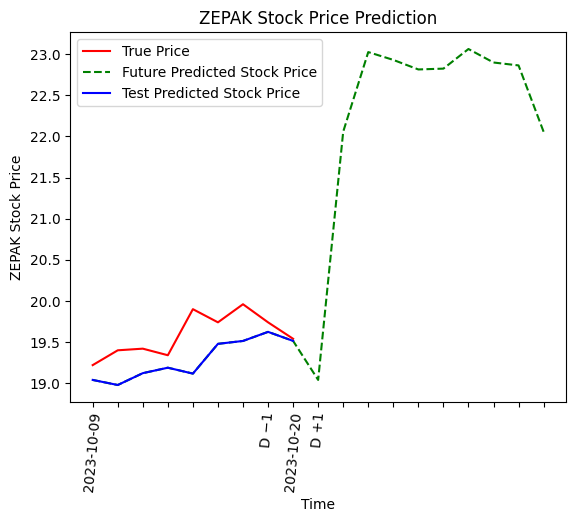 ZEPAK Stock Price Prediction
True Price
Future Predicted Stock Price
Test Predicted Stock Price
ZEPAK Stock Price
23.0
22.5
22.0
21.5
21.0
20.5
20.0
19.5
19.0
2023-10-09
D −1
2023-10-20
D +1
Time